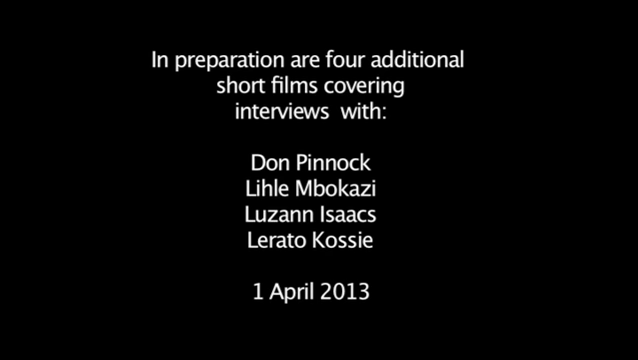 In preparation are four additional
short films covering
interviews  with:
Don Pinnock
Lihle Mbokazi
Luzann Isaacs
Lerato Kossie
1 April 2013